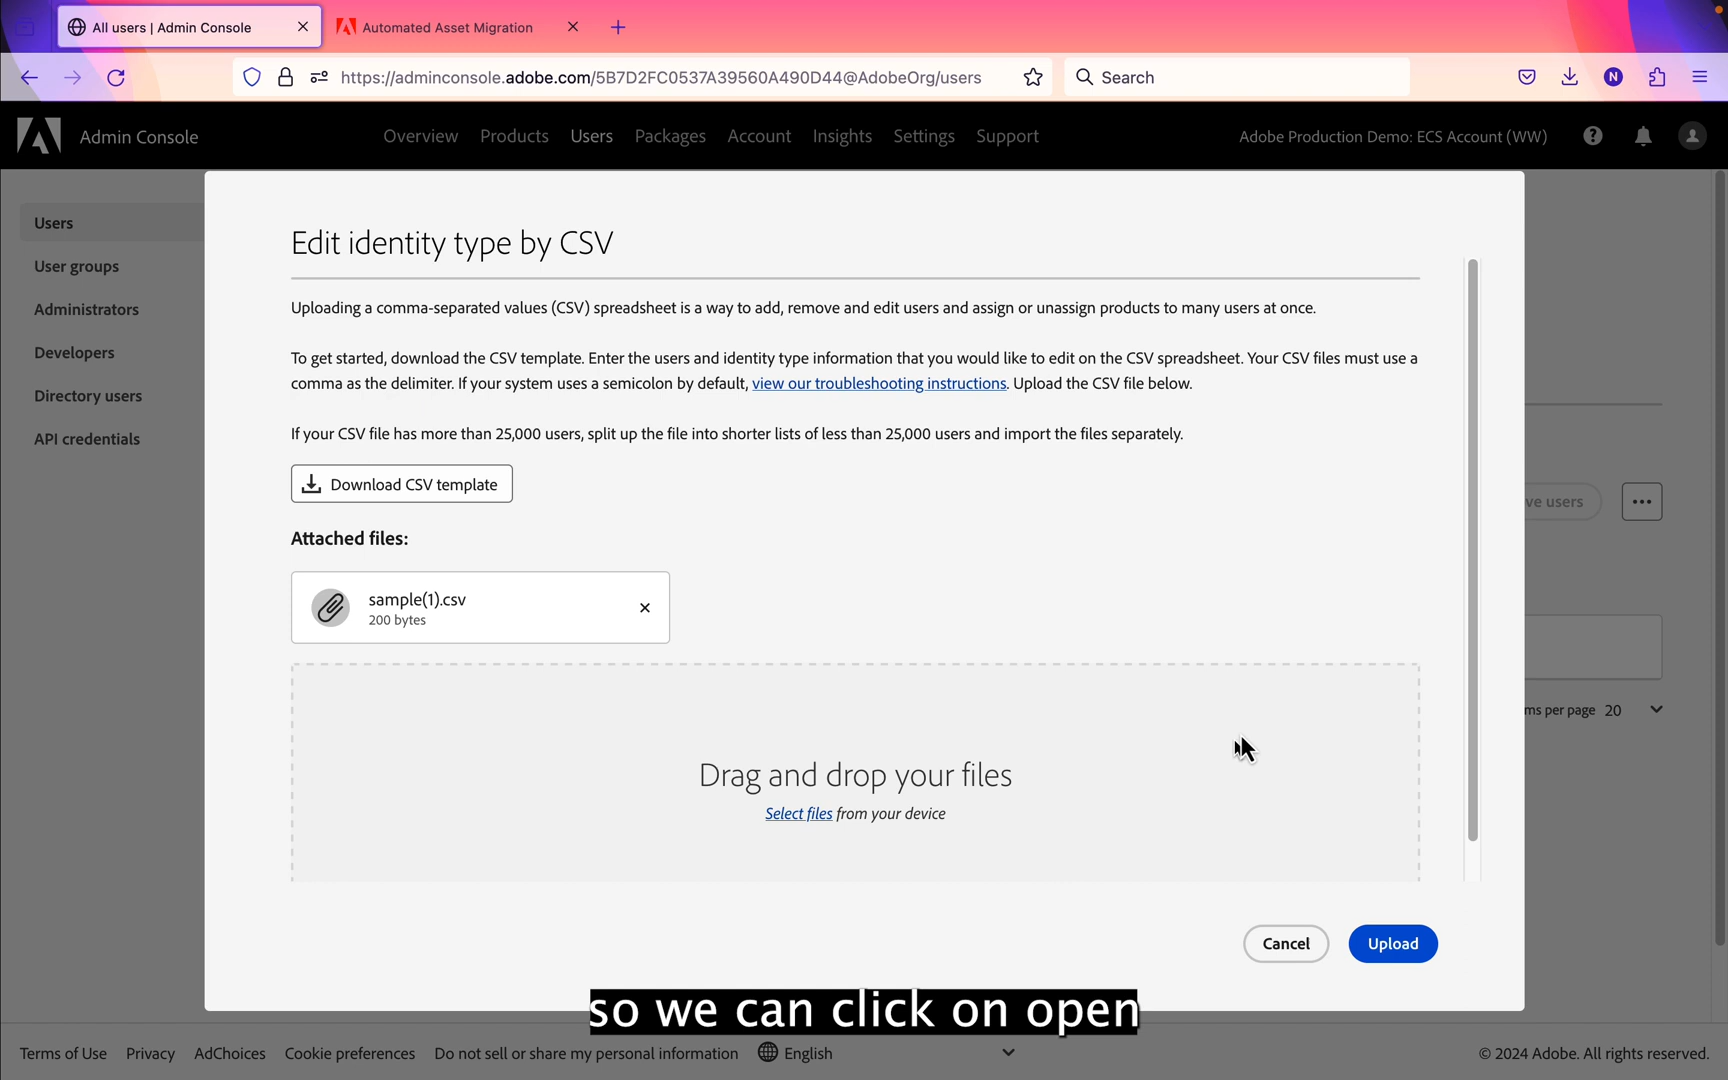 All users | Admin Console
Automated Asset Migration
https://adminconsole.adobe.com/5B7D2FC0537A39560A490D44@AdobeOrg/users
Search
N
Admin Console
Overview
Products
Users
Packages
Account
Insights
Settings
Support
Adobe Production Demo: ECS Account (WW)
Users
User groups
Administrators
Developers
Directory users
API credentials
Edit identity type by CSV
Uploading a comma-separated values (CSV) spreadsheet is a way to add, remove and edit users and assign or unassign products to many users at once.
To get started, download the CSV template. Enter the users and identity type information that you would like to edit on the CSV spreadsheet. Your CSV files must use a
comma as the delimiter. If your system uses a semicolon by default, view our troubleshooting instructions. Upload the CSV file below.
If your CSV file has more than 25,000 users, split up the file into shorter lists of less than 25,000 users and import the files separately.
Download CSV template
Attached files:
sample(1).csv
200 bytes
Drag and drop your files
Select files from your device
ve users
ms per page 20
Cancel
Upload
so we can click on open
Terms of Use
Privacy
AdChoices
Cookie preferences
Do not sell or share my personal information
English
© 2024 Adobe. All rights reserved.